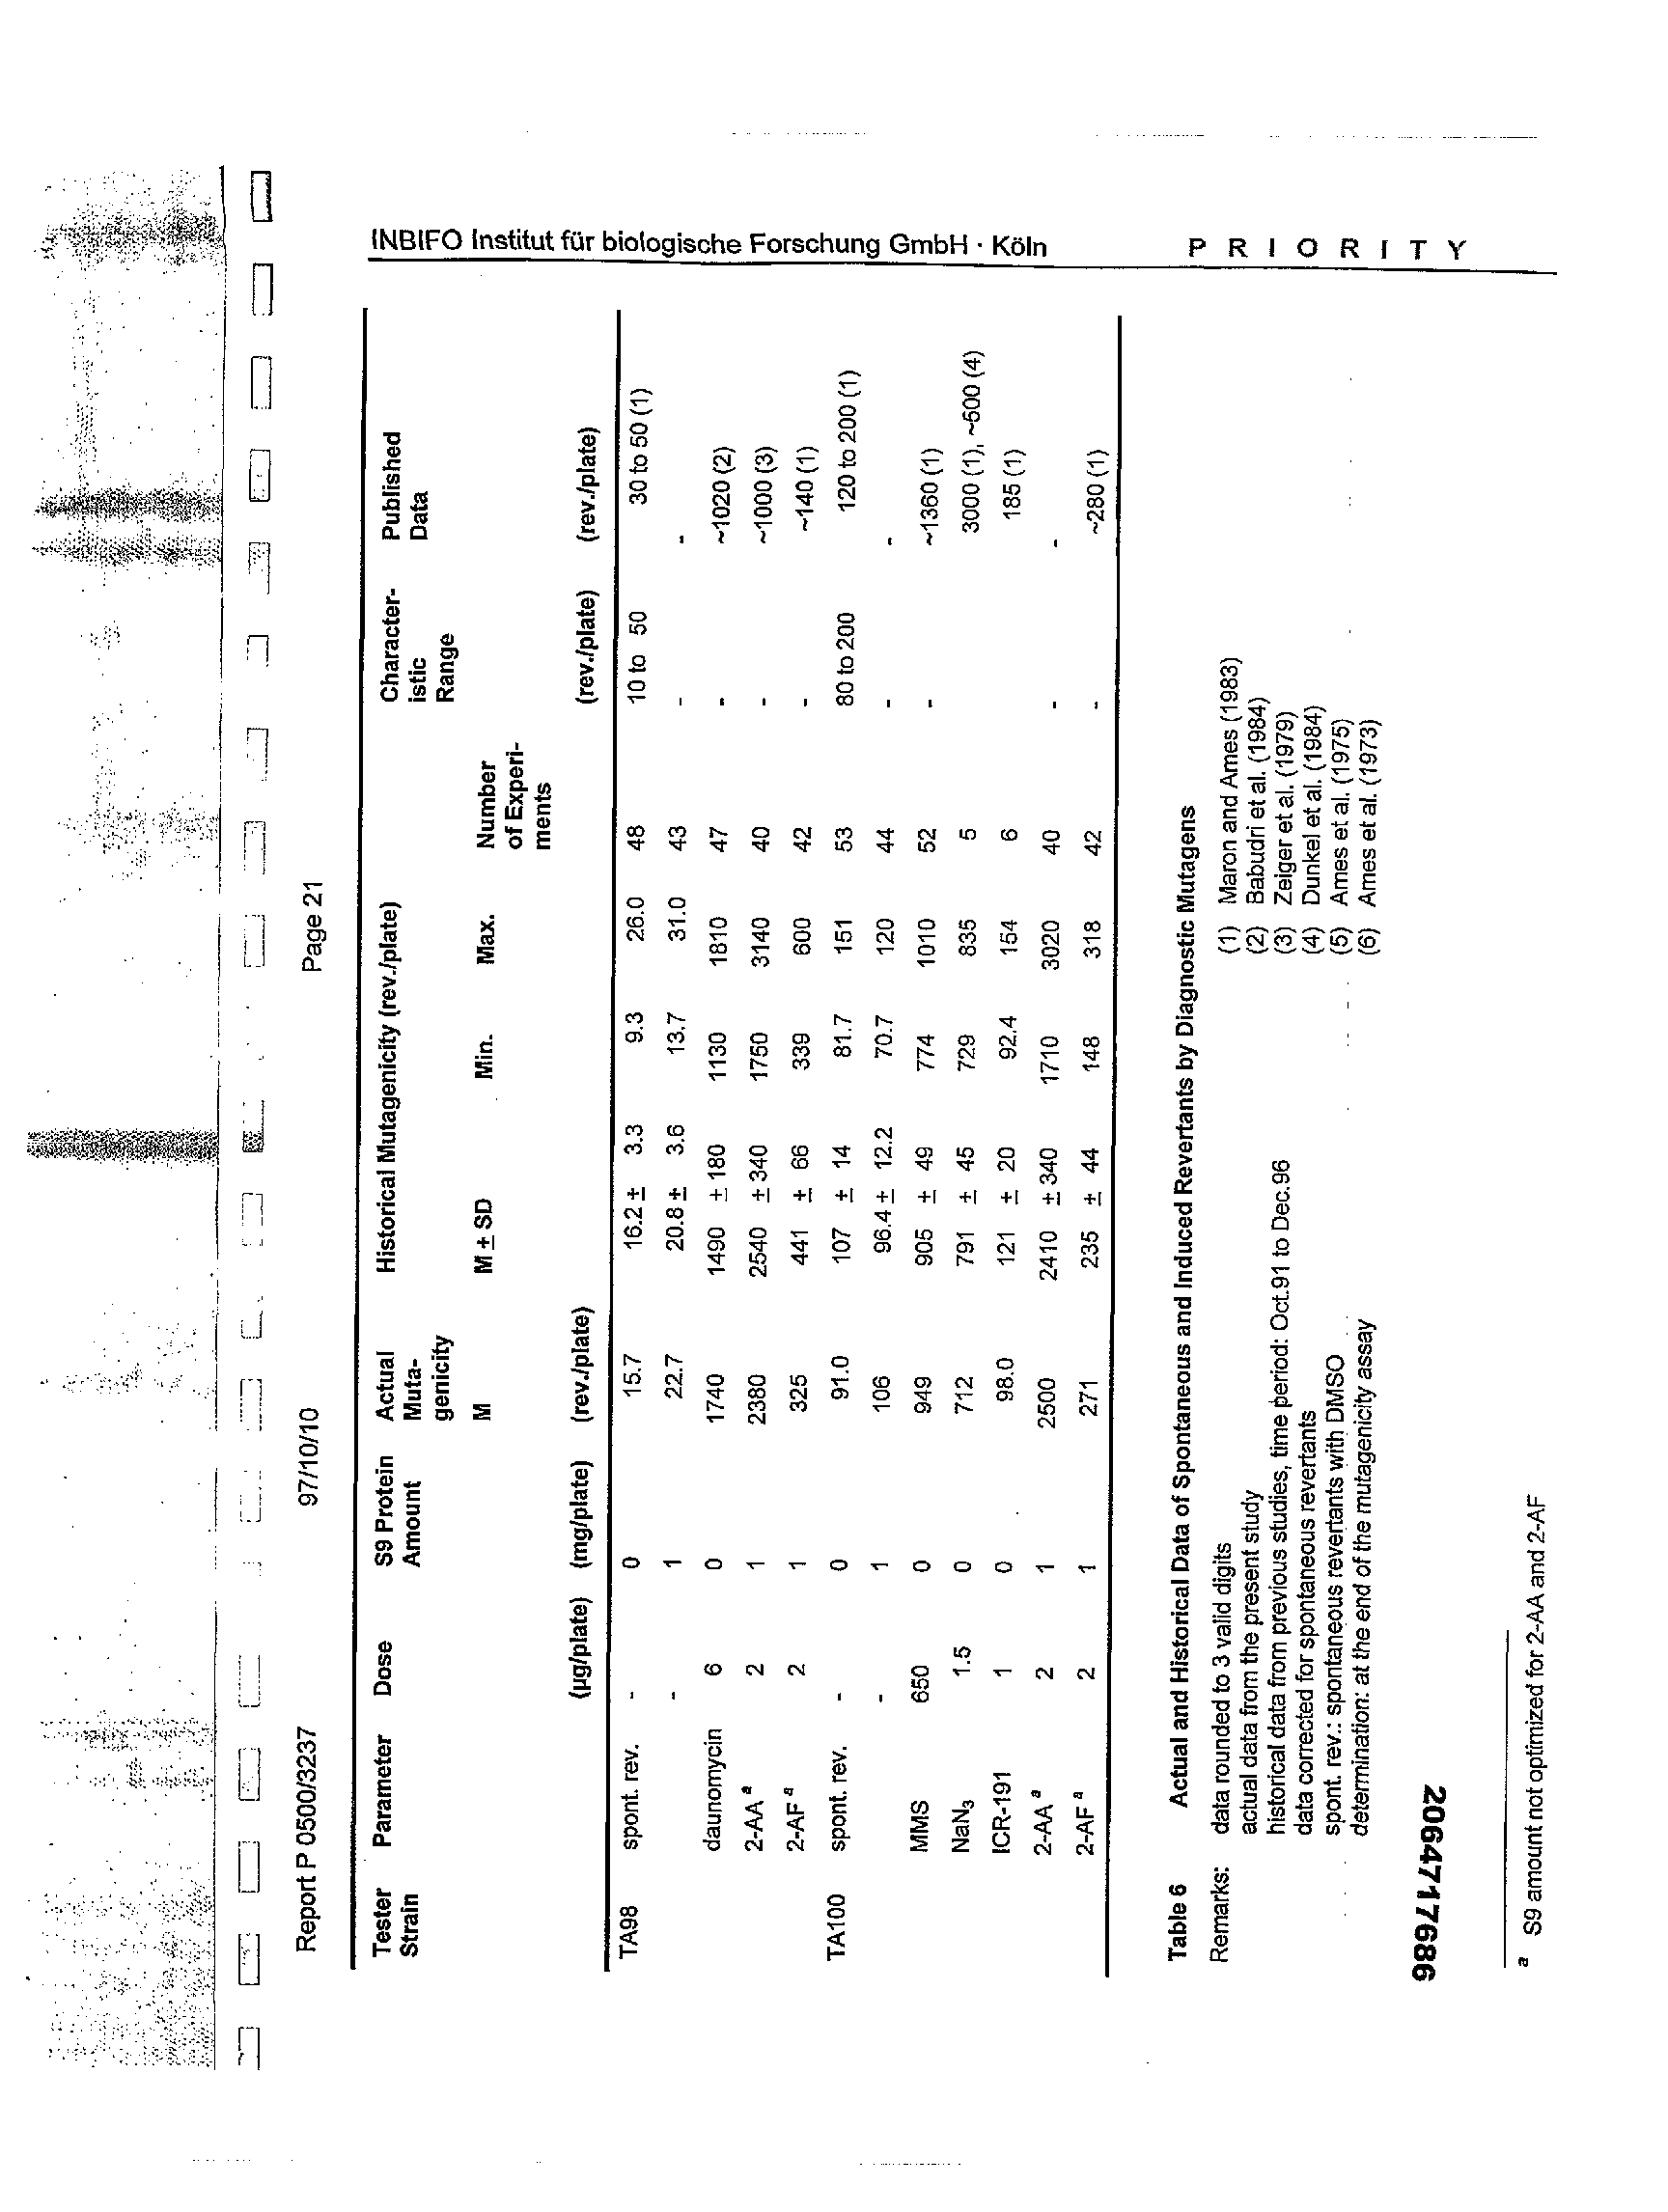 INBIFO Institut für biologische Forschung GmbH · Köln
P R I O R I T Y
Report P 0500/3237 97/10/10 Page 21
Tester Parameter Dose S9 Protein Actual Historical Mutagenicity (rev./plate) Character- Published
Strain Amount Muta- istic Data
genicity Range
M M ± SD Min. Max. Number
of Experi-
ments
(µg/plate) (mg/plate) (rev./plate) (rev./plate) (rev./plate)
TA98 spont. rev. - 0 15.7 16.2 ± 3.3 9.3 26.0 48 10 to 50 30 to 50 (1)
- 1 22.7 20.8 ± 3.6 13.7 31.0 43 - -
daunomycin 6 0 1740 1490 ± 180 1130 1810 47 - ~1020 (2)
2-AA a 2 1 2380 2540 ± 340 1750 3140 40 - ~1000 (3)
2-AF a 2 1 325 441 ± 66 339 600 42 - ~140 (1)
TA100 spont. rev. - 0 91.0 107 ± 14 81.7 151 53 80 to 200 120 to 200 (1)
- 1 106 96.4 ± 12.2 70.7 120 44 - -
MMS 650 0 949 905 ± 49 774 1010 52 - ~1360 (1)
NaN3 1.5 0 712 791 ± 45 729 835 5 3000 (1), ~600 (4)
ICR-191 1 0 98.0 121 ± 20 92.4 154 6 185 (1)
2-AA a 2 1 2500 2410 ± 340 1710 3020 40 - -
2-AF a 2 1 271 235 ± 44 148 318 42 - ~280 (1)
Table 6 Actual and Historical Data of Spontaneous and Induced Revertants by Diagnostic Mutagens
Remarks: data rounded to 3 valid digits (1) Maron and Ames (1983)
actual data from the present study (2) Babudri et al. (1984)
historical data from previous studies, time period: Oct.91 to Dec.96 (3) Zeiger et al. (1979)
data corrected for spontaneous revertants (4) Dunkel et al. (1984)
spont. rev.: spontaneous revertants with DMSO (5) Ames et al. (1975)
determination: at the end of the mutagenicity assay (6) Ames et al. (1973)
2064717686
a S9 amount not optimized for 2-AA and 2-AF